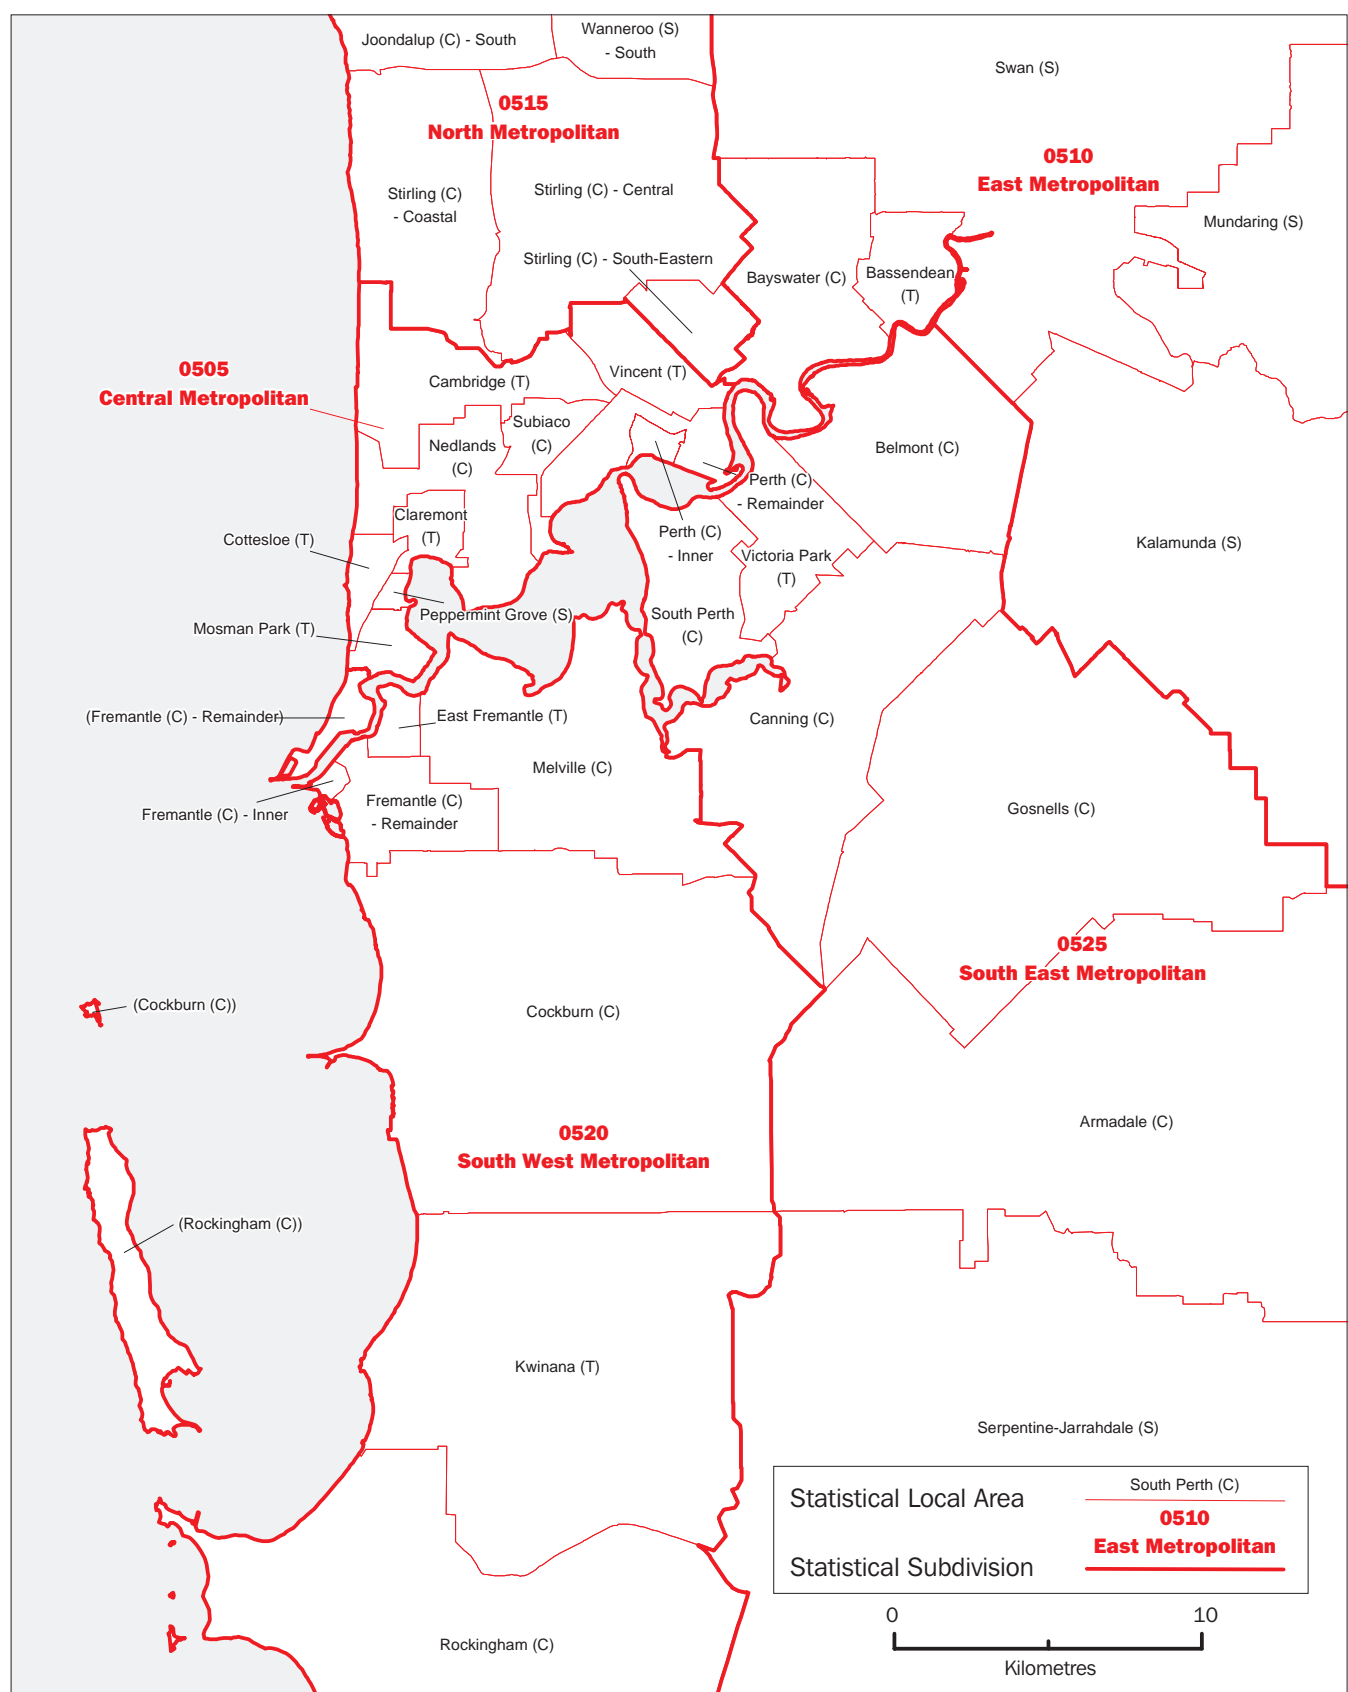 Joondalup (C) - South
Wanneroo (S)
- South
Swan (S)
0515
North Metropolitan
0510
East Metropolitan
Stirling (C)
- Coastal
Stirling (C) - Central
Mundaring (S)
Stirling (C) - South-Eastern
Bayswater (C)
Bassendean
(T)
0505
Central Metropolitan
Cambridge (T)
Vincent (T)
Subiaco
(C)
Nedlands
(C)
Belmont (C)
Perth (C)
- Remainder
Claremont
(T)
Cottesloe (T)
Perth (C)
- Inner
Victoria Park
(T)
Kalamunda (S)
Peppermint Grove (S)
South Perth
(C)
Mosman Park (T)
(Fremantle (C) - Remainder)
East Fremantle (T)
Canning (C)
Melville (C)
Fremantle (C) - Inner
Fremantle (C)
- Remainder
Gosnells (C)
0525
South East Metropolitan
(Cockburn (C))
Cockburn (C)
Armadale (C)
0520
South West Metropolitan
(Rockingham (C))
Kwinana (T)
Serpentine-Jarrahdale (S)
Statistical Local Area
South Perth (C)
0510
East Metropolitan
Statistical Subdivision
Rockingham (C)
0 10
Kilometres